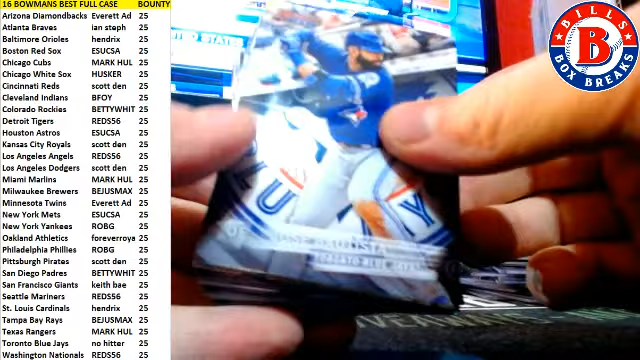 16 BOWMANS BEST FULL CASE BOUNTY
Arizona Diamondbacks Everett Ad 25
Atlanta Braves ian steph 25
Baltimore Orioles hendrix 25
Boston Red Sox ESUCSA 25
Chicago Cubs MARK HUL 25
Chicago White Sox HUSKER 25
Cincinnati Reds scott den 25
Cleveland Indians BFOY 25
Colorado Rockies BETTYWHIT 25
Detroit Tigers REDS56 25
Houston Astros ESUCSA 25
Kansas City Royals scott den 25
Los Angeles Angels REDS56 25
Los Angeles Dodgers scott den 25
Miami Marlins MARK HUL 25
Milwaukee Brewers BEJUSMAX 25
Minnesota Twins Everett Ad 25
New York Mets ESUCSA 25
New York Yankees ROBG 25
Oakland Athletics foreverroya 25
Philadelphia Phillies ROBG 25
Pittsburgh Pirates scott den 25
San Diego Padres BETTYWHIT 25
San Francisco Giants keith bae 25
Seattle Mariners REDS56 25
St. Louis Cardinals hendrix 25
Tampa Bay Rays BEJUSMAX 25
Texas Rangers MARK HUL 25
Toronto Blue Jays no hitter 25
Washington Nationals REDS56 25
BILLS
B
BOX BREAKS
JOSE BAUTISTA
TORONTO BLUE JAYS